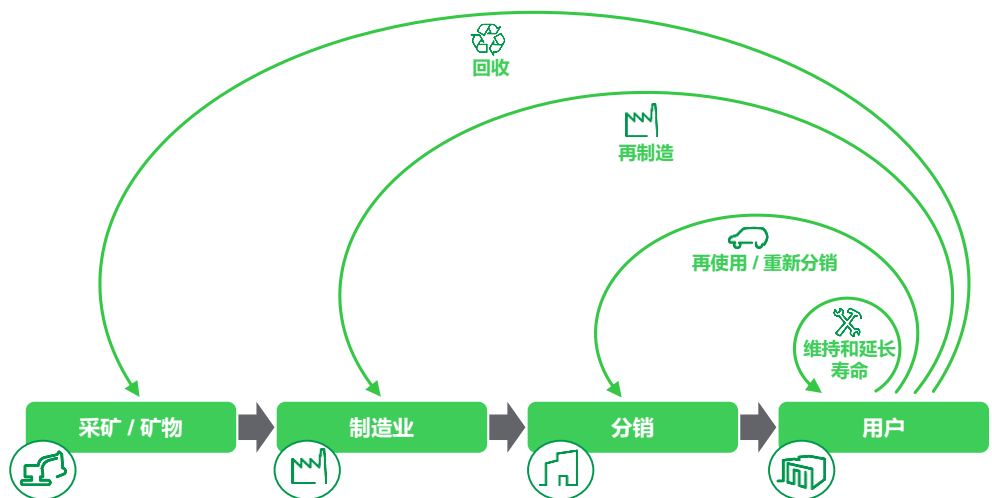 回收
再制造
再使用 / 重新分销
维持和延长
寿命
采矿 / 矿物
制造业
分销
用户